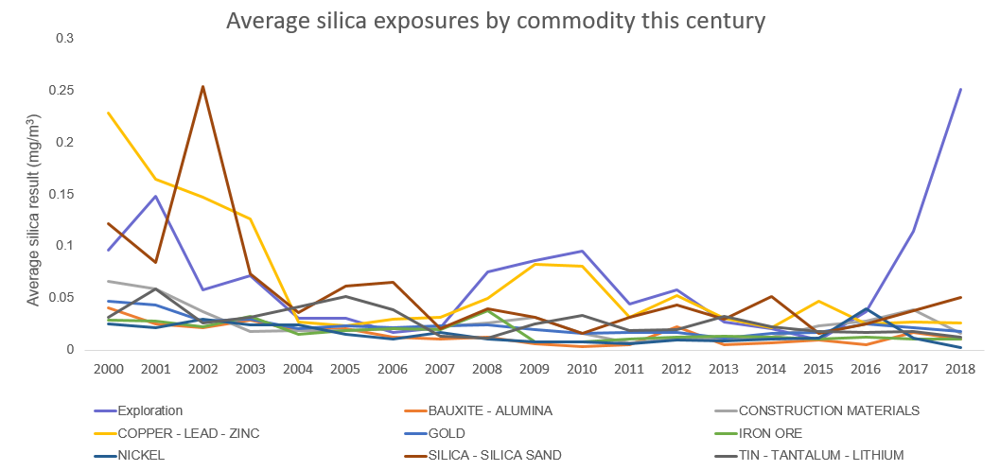 Average silica exposures by commodity this century
0.3
0.25
0.2
0.15
0.1
0.05
0
Average silica result (mg/m³)
2000 2001 2002 2003 2004 2005 2006 2007 2008 2009 2010 2011 2012 2013 2014 2015 2016 2017 2018
Exploration BAUXITE - ALUMINA CONSTRUCTION MATERIALS
COPPER - LEAD - ZINC GOLD IRON ORE
NICKEL SILICA - SILICA SAND TIN - TANTALUM - LITHIUM